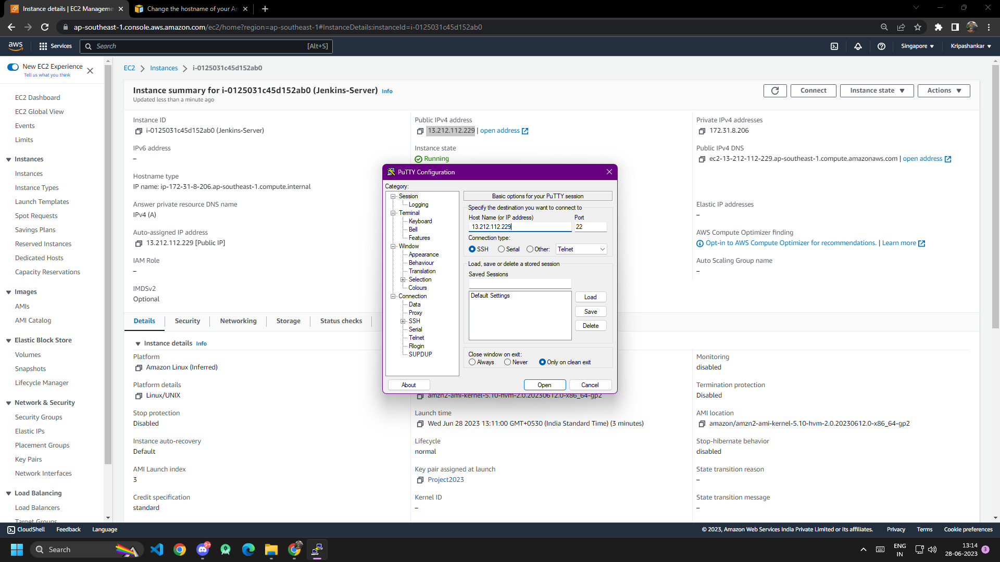 Instance details | EC2 Manageme
Change the hostname of your Am
ap-southeast-1.console.aws.amazon.com/ec2/home?region=ap-southeast-1#InstanceDetails:instanceId=i-0125031c45d152ab0
aws
Services
Search
[Alt+S]
Singapore
Kripashankar
New EC2 Experience
Tell us what you think
EC2 Dashboard
EC2 Global View
Events
Limits
Instances
Instances
Instance Types
Launch Templates
Spot Requests
Savings Plans
Reserved Instances
Dedicated Hosts
Capacity Reservations
Images
AMIs
AMI Catalog
Elastic Block Store
Volumes
Snapshots
Lifecycle Manager
Network & Security
Security Groups
Elastic IPs
Placement Groups
Key Pairs
Network Interfaces
Load Balancing
Load Balancers
Target Groups
EC2
Instances
i-0125031c45d152ab0
Instance summary for i-0125031c45d152ab0 (Jenkins-Server) Info
Updated less than a minute ago
Connect
Instance state
Actions
Instance ID
i-0125031c45d152ab0 (Jenkins-Server)
IPv6 address
–
Hostname type
IP name: ip-172-31-8-206.ap-southeast-1.compute.internal
Answer private resource DNS name
IPv4 (A)
Auto-assigned IP address
13.212.112.229 [Public IP]
IAM Role
–
IMDSv2
Optional
Public IPv4 address
13.212.112.229 | open address
Instance state
Running
Private IPv4 addresses
172.31.8.206
Public IPv4 DNS
ec2-13-212-112-229.ap-southeast-1.compute.amazonaws.com | open address
Elastic IP addresses
–
AWS Compute Optimizer finding
Opt-in to AWS Compute Optimizer for recommendations. | Learn more
Auto Scaling Group name
–
PuTTY Configuration
Category:
Session
Logging
Terminal
Keyboard
Bell
Features
Window
Appearance
Behaviour
Translation
Selection
Colours
Connection
Data
Proxy
SSH
Serial
Telnet
Rlogin
SUPDUP
Basic options for your PuTTY session
Specify the destination you want to connect to
Host Name (or IP address)
Port
13.212.112.229
22
Connection type:
SSH
Serial
Other:
Telnet
Load, save or delete a stored session
Saved Sessions
Default Settings
Load
Save
Delete
Close window on exit:
Always
Never
Only on clean exit
About
Open
Cancel
Details
Security
Networking
Storage
Status checks
Instance details Info
Platform
Amazon Linux (Inferred)
Platform details
Linux/UNIX
Stop protection
Disabled
Instance auto-recovery
Default
AMI Launch index
3
Credit specification
standard
amzn2-ami-kernel-5.10-hvm-2.0.20230612.0-x86_64-gp2
Launch time
Wed Jun 28 2023 13:11:00 GMT+0530 (India Standard Time) (3 minutes)
Lifecycle
normal
Key pair assigned at launch
Project2023
Kernel ID
–
Monitoring
disabled
Termination protection
Disabled
AMI location
amazon/amzn2-ami-kernel-5.10-hvm-2.0.20230612.0-x86_64-gp2
Stop-hibernate behavior
disabled
State transition reason
–
State transition message
–
CloudShell
Feedback
Language
© 2023, Amazon Web Services India Private Limited or its affiliates.
Privacy
Terms
Cookie preferences
Search
9+
ENG
IN
13:14
28-06-2023
3